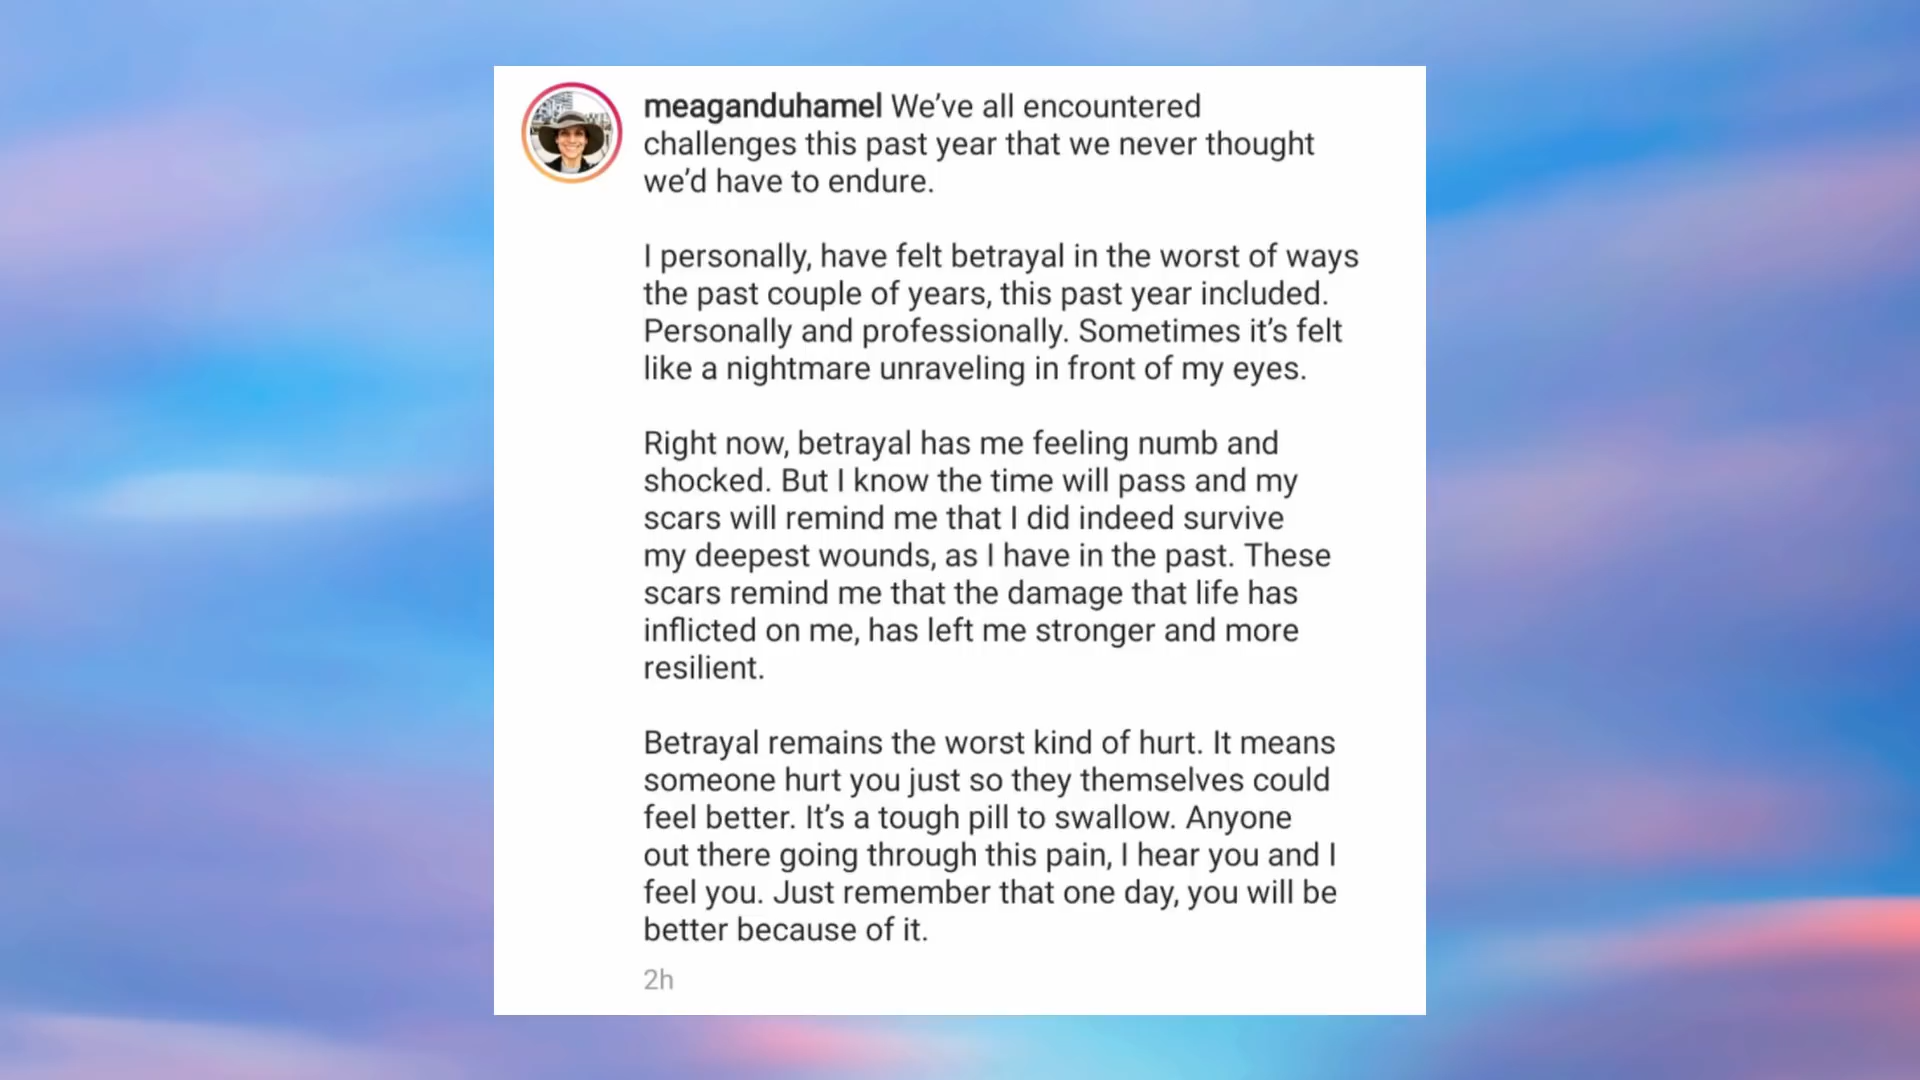 meaganduhamel We’ve all encountered
challenges this past year that we never thought
we’d have to endure.
I personally, have felt betrayal in the worst of ways
the past couple of years, this past year included.
Personally and professionally. Sometimes it’s felt
like a nightmare unraveling in front of my eyes.
Right now, betrayal has me feeling numb and
shocked. But I know the time will pass and my
scars will remind me that I did indeed survive
my deepest wounds, as I have in the past. These
scars remind me that the damage that life has
inflicted on me, has left me stronger and more
resilient.
Betrayal remains the worst kind of hurt. It means
someone hurt you just so they themselves could
feel better. It’s a tough pill to swallow. Anyone
out there going through this pain, I hear you and I
feel you. Just remember that one day, you will be
better because of it.
2h